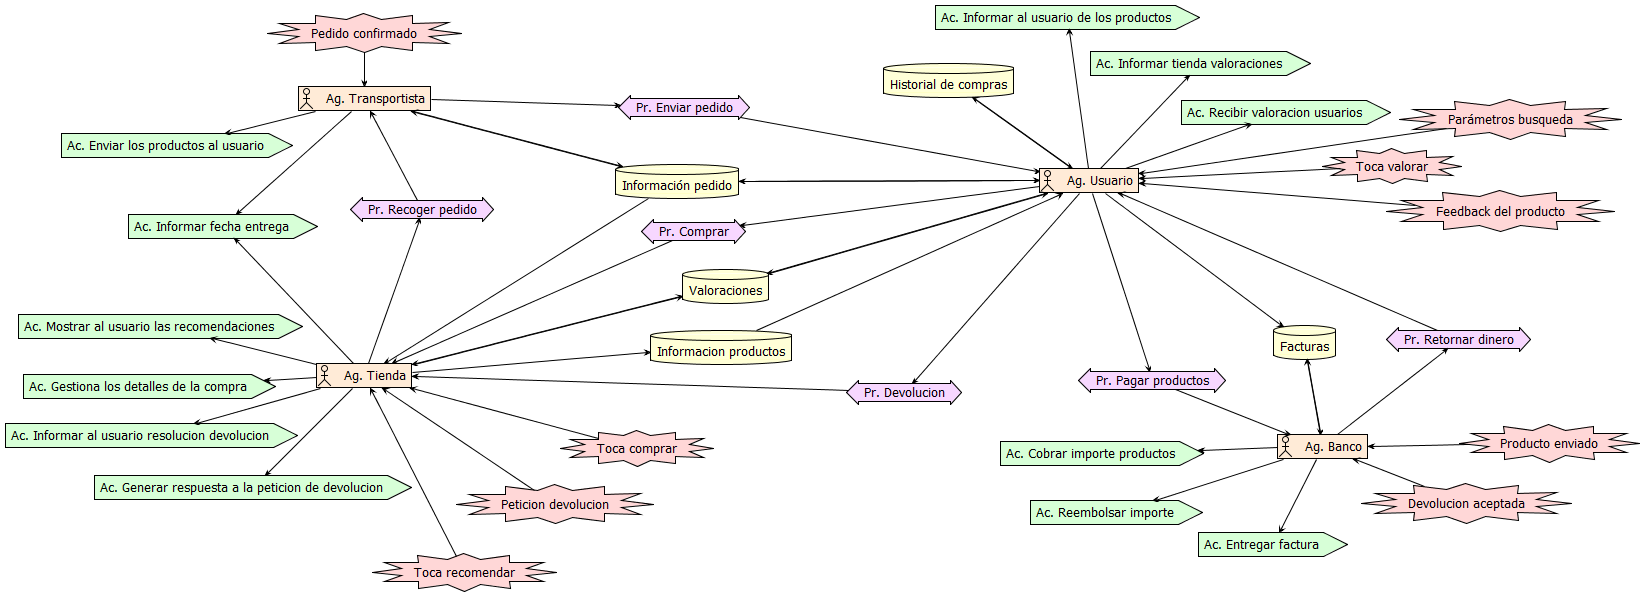 Ac. Informar al usuario de los productos
Pedido confirmado
Ac. Informar tienda valoraciones
Historial de compras
Ag. Transportista
Pr. Enviar pedido
Ac. Recibir valoracion usuarios
Parámetros busqueda
Ac. Enviar los productos al usuario
Toca valorar
Información pedido
Ag. Usuario
Pr. Recoger pedido
Feedback del producto
Ac. Informar fecha entrega
Pr. Comprar
Valoraciones
Ac. Mostrar al usuario las recomendaciones
Informacion productos
Facturas
Pr. Retornar dinero
Ag. Tienda
Ac. Gestiona los detalles de la compra
Pr. Devolucion
Pr. Pagar productos
Ac. Informar al usuario resolucion devolucion
Toca comprar
Ac. Cobrar importe productos
Ag. Banco
Producto enviado
Ac. Generar respuesta a la peticion de devolucion
Peticion devolucion
Ac. Reembolsar importe
Devolucion aceptada
Ac. Entregar factura
Toca recomendar